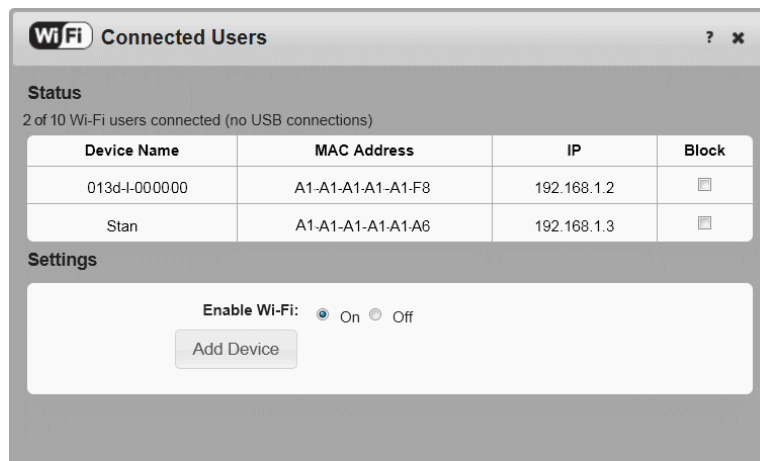 WiFi Connected Users ? ✖
Status
2 of 10 Wi-Fi users connected (no USB connections)
Device Name MAC Address IP Block
013d-I-000000 A1-A1-A1-A1-A1-F8 192.168.1.2
Stan A1-A1-A1-A1-A1-A6 192.168.1.3
Settings
Enable Wi-Fi: On Off
Add Device